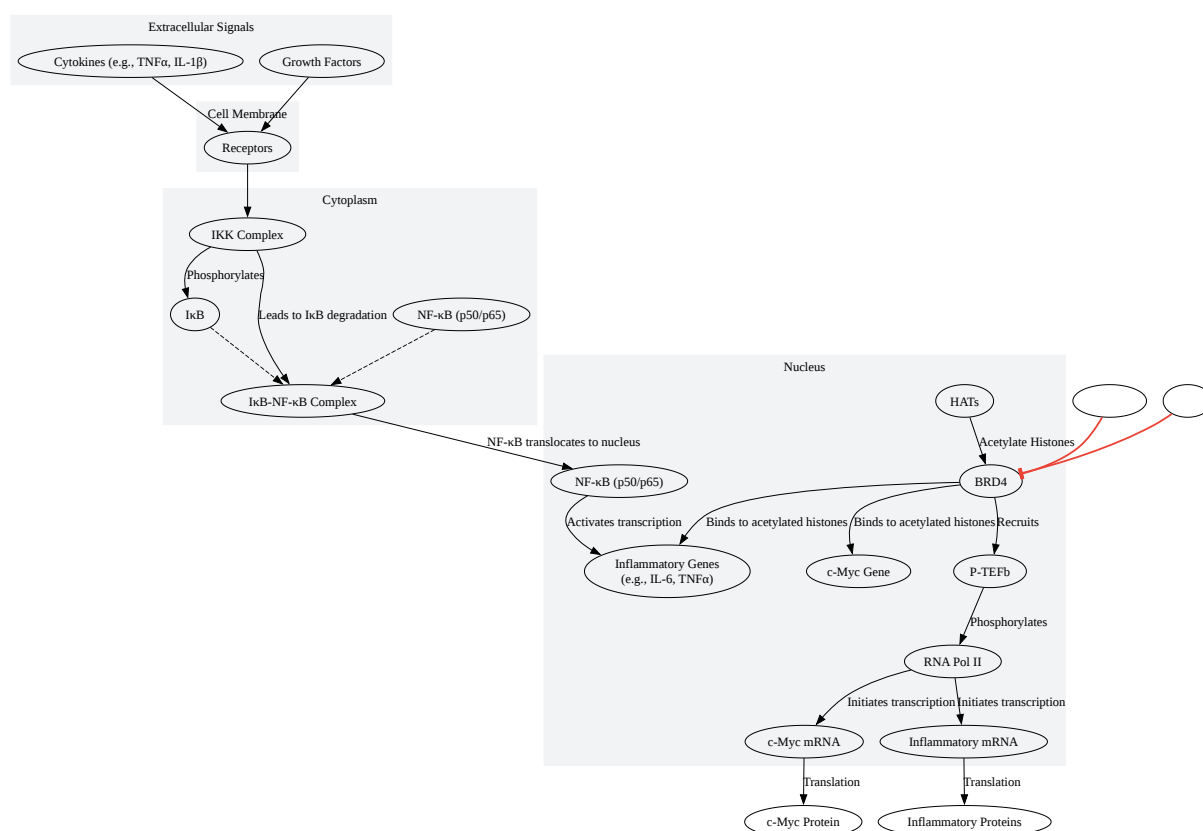 Extracellular Signals
Cytokines (e.g., TNFα, IL-1β)
Growth Factors
Cell Membrane
Receptors
Cytoplasm
IKK Complex
Phosphorylates
IκB
Leads to IκB degradation
NF-κB (p50/p65)
IκB-NF-κB Complex
Nucleus
HATs
NF-κB translocates to nucleus
Acetylate Histones
NF-κB (p50/p65)
BRD4
Activates transcription
Binds to acetylated histones
Binds to acetylated histones
Recruits
Inflammatory Genes
(e.g., IL-6, TNFα)
c-Myc Gene
P-TEFb
Phosphorylates
RNA Pol II
Initiates transcription
Initiates transcription
c-Myc mRNA
Inflammatory mRNA
Translation
Translation
c-Myc Protein
Inflammatory Proteins